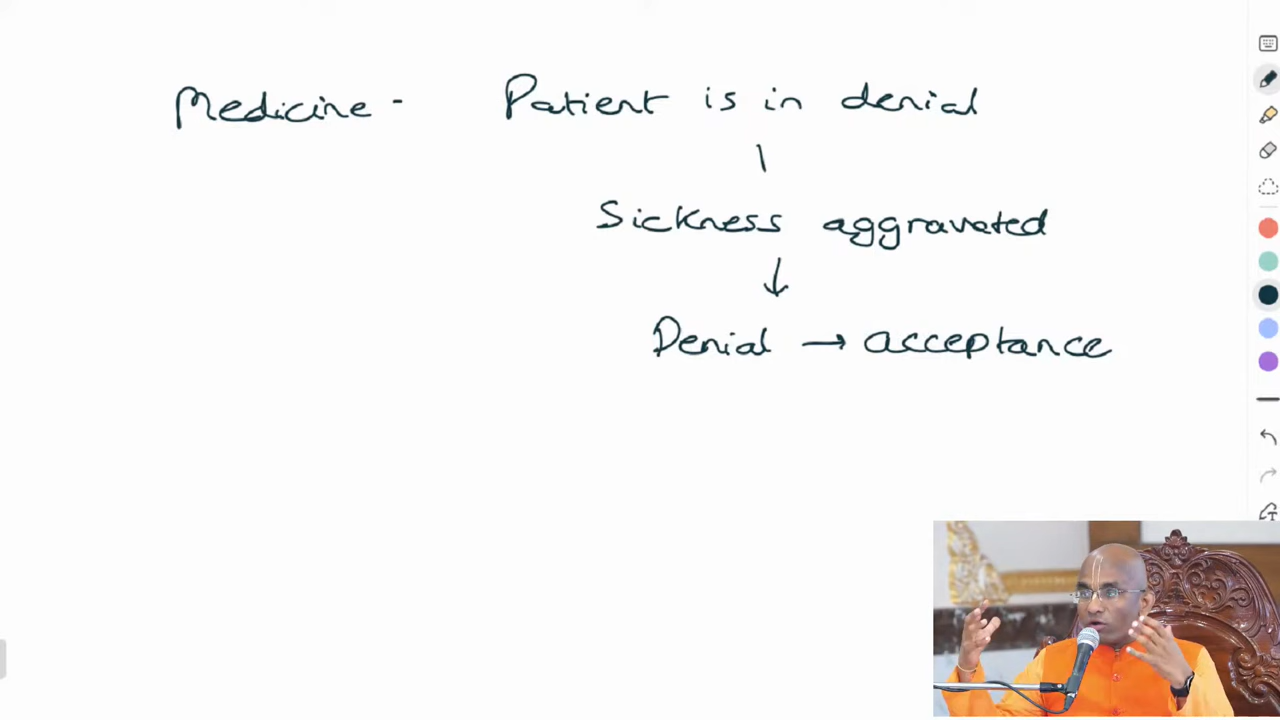 Medicine - Patient is in denial
Sickness aggravated
↓
Denial → acceptance